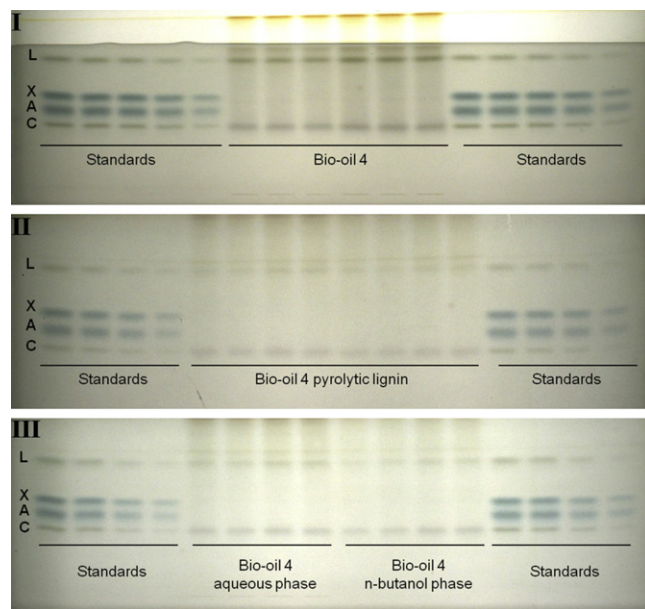 I
L
X
A
C
Standards
Bio-oil 4
Standards
II
L
X
A
C
Standards
Bio-oil 4 pyrolytic lignin
Standards
III
L
X
A
C
Standards
Bio-oil 4
aqueous phase
Bio-oil 4
n-butanol phase
Standards